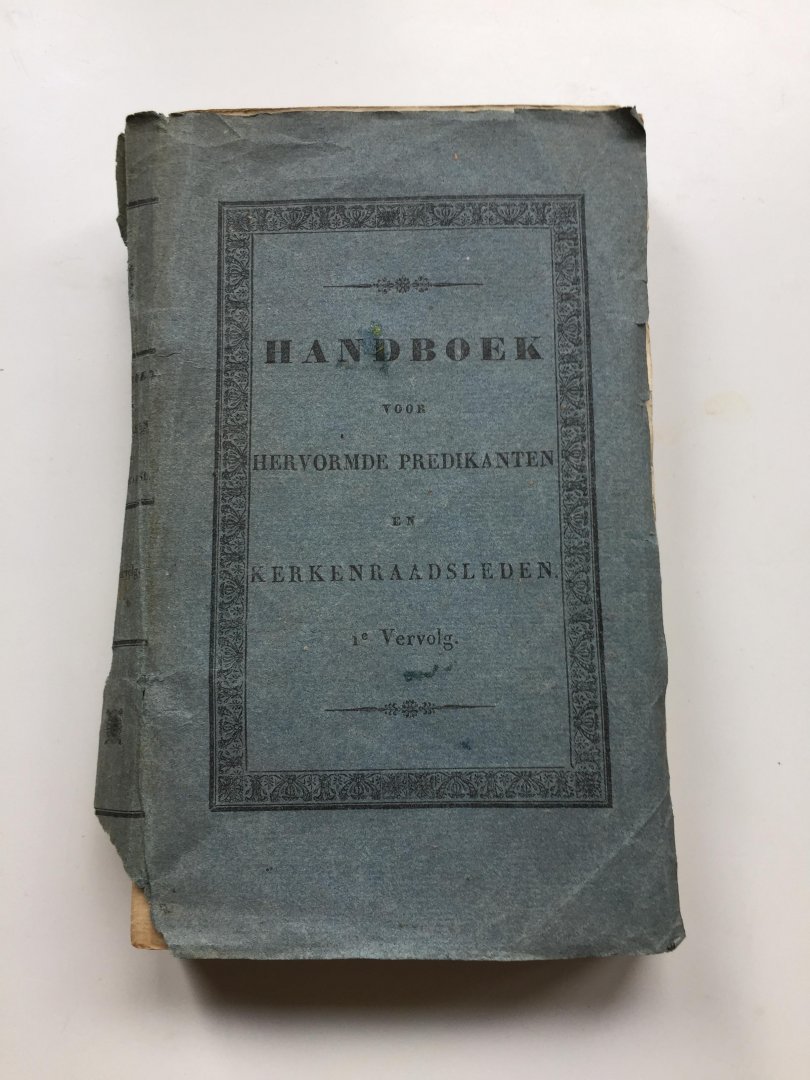 HANDBOEK
VOOR
HERVORMDE PREDIKANTEN
EN
KERKENRAADSLEDEN.
1e Vervolg.